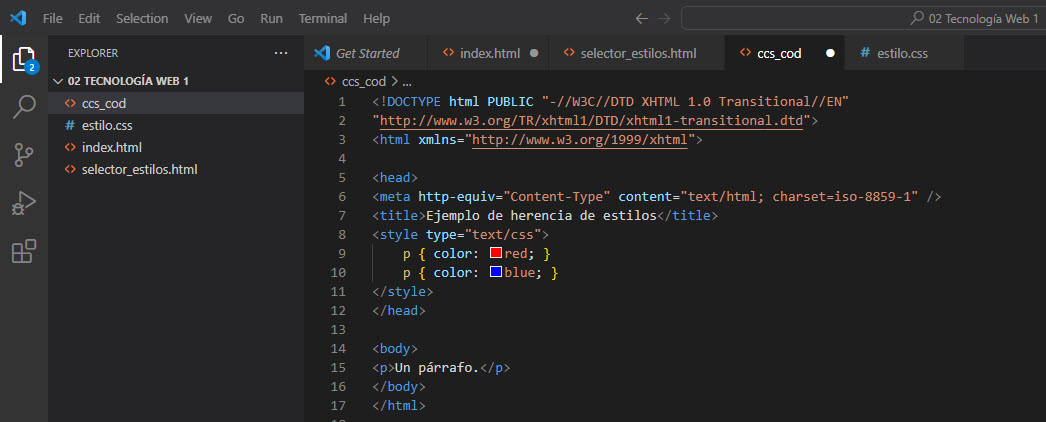 File Edit Selection View Go Run Terminal Help
02 Tecnología Web 1
EXPLORER
02 TECNOLOGÍA WEB 1
ccs_cod
estilo.css
index.html
selector_estilos.html
2
Get Started index.html selector_estilos.html ccs_cod estilo.css
ccs_cod > ...
1 <!DOCTYPE html PUBLIC "-//W3C//DTD XHTML 1.0 Transitional//EN"
2 "http://www.w3.org/TR/xhtml1/DTD/xhtml1-transitional.dtd">
3 <html xmlns="http://www.w3.org/1999/xhtml">
4
5 <head>
6 <meta http-equiv="Content-Type" content="text/html; charset=iso-8859-1" />
7 <title>Ejemplo de herencia de estilos</title>
8 <style type="text/css">
9 p { color: red; }
10 p { color: blue; }
11 </style>
12 </head>
13
14 <body>
15 <p>Un párrafo.</p>
16 </body>
17 </html>